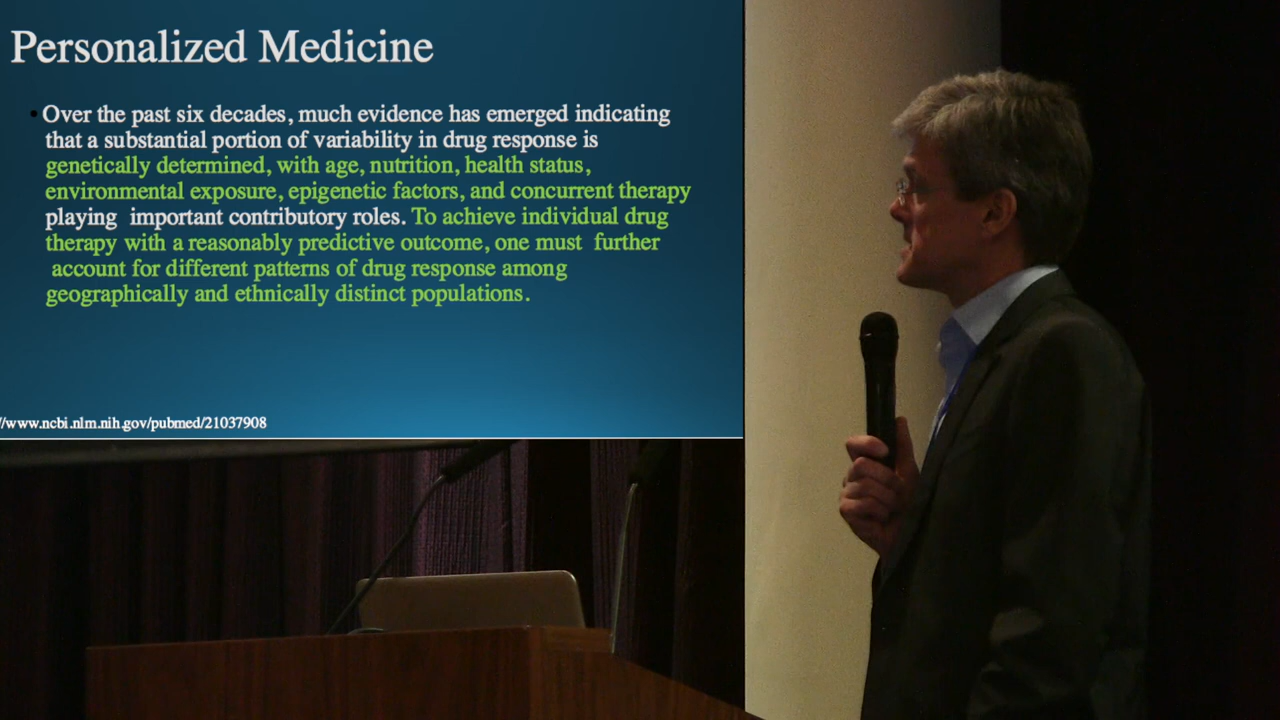 Personalized Medicine
• Over the past six decades, much evidence has emerged indicating
that a substantial portion of variability in drug response is
genetically determined, with age, nutrition, health status,
environmental exposure, epigenetic factors, and concurrent therapy
playing important contributory roles. To achieve individual drug
therapy with a reasonably predictive outcome, one must further
account for different patterns of drug response among
geographically and ethnically distinct populations.
//www.ncbi.nlm.nih.gov/pubmed/21037908